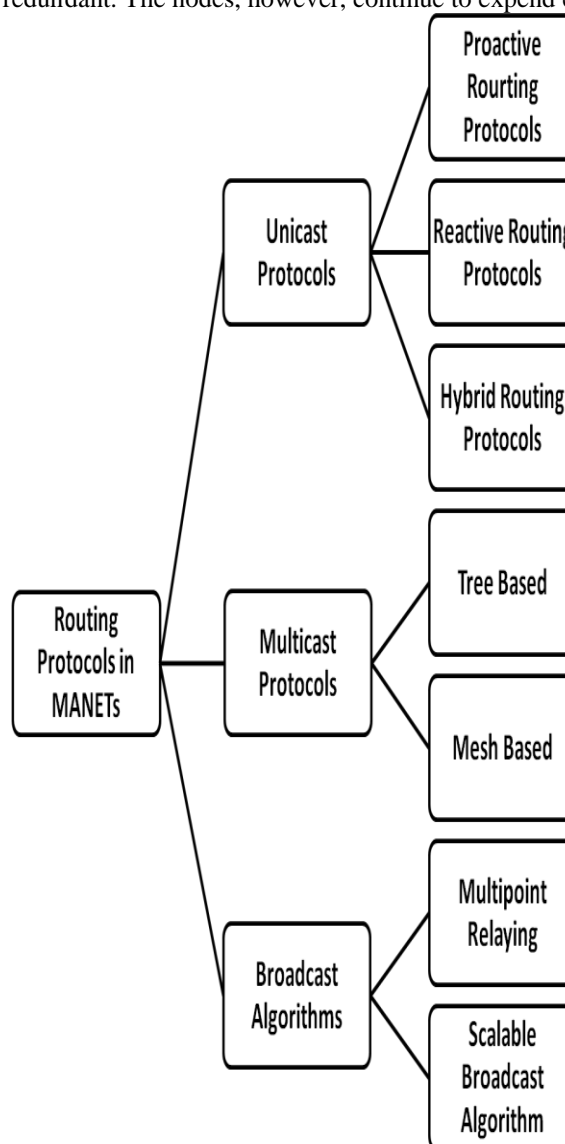 redundant. The nodes, however, continue to expend
Proactive
Rourting
Protocols
Unicast
Protocols
Reactive Routing
Protocols
Hybrid Routing
Protocols
Tree Based
Routing
Protocols in
MANETs
Multicast
Protocols
Mesh Based
Multipoint
Relaying
Broadcast
Algorithms
Scalable
Broadcast
Algorithm